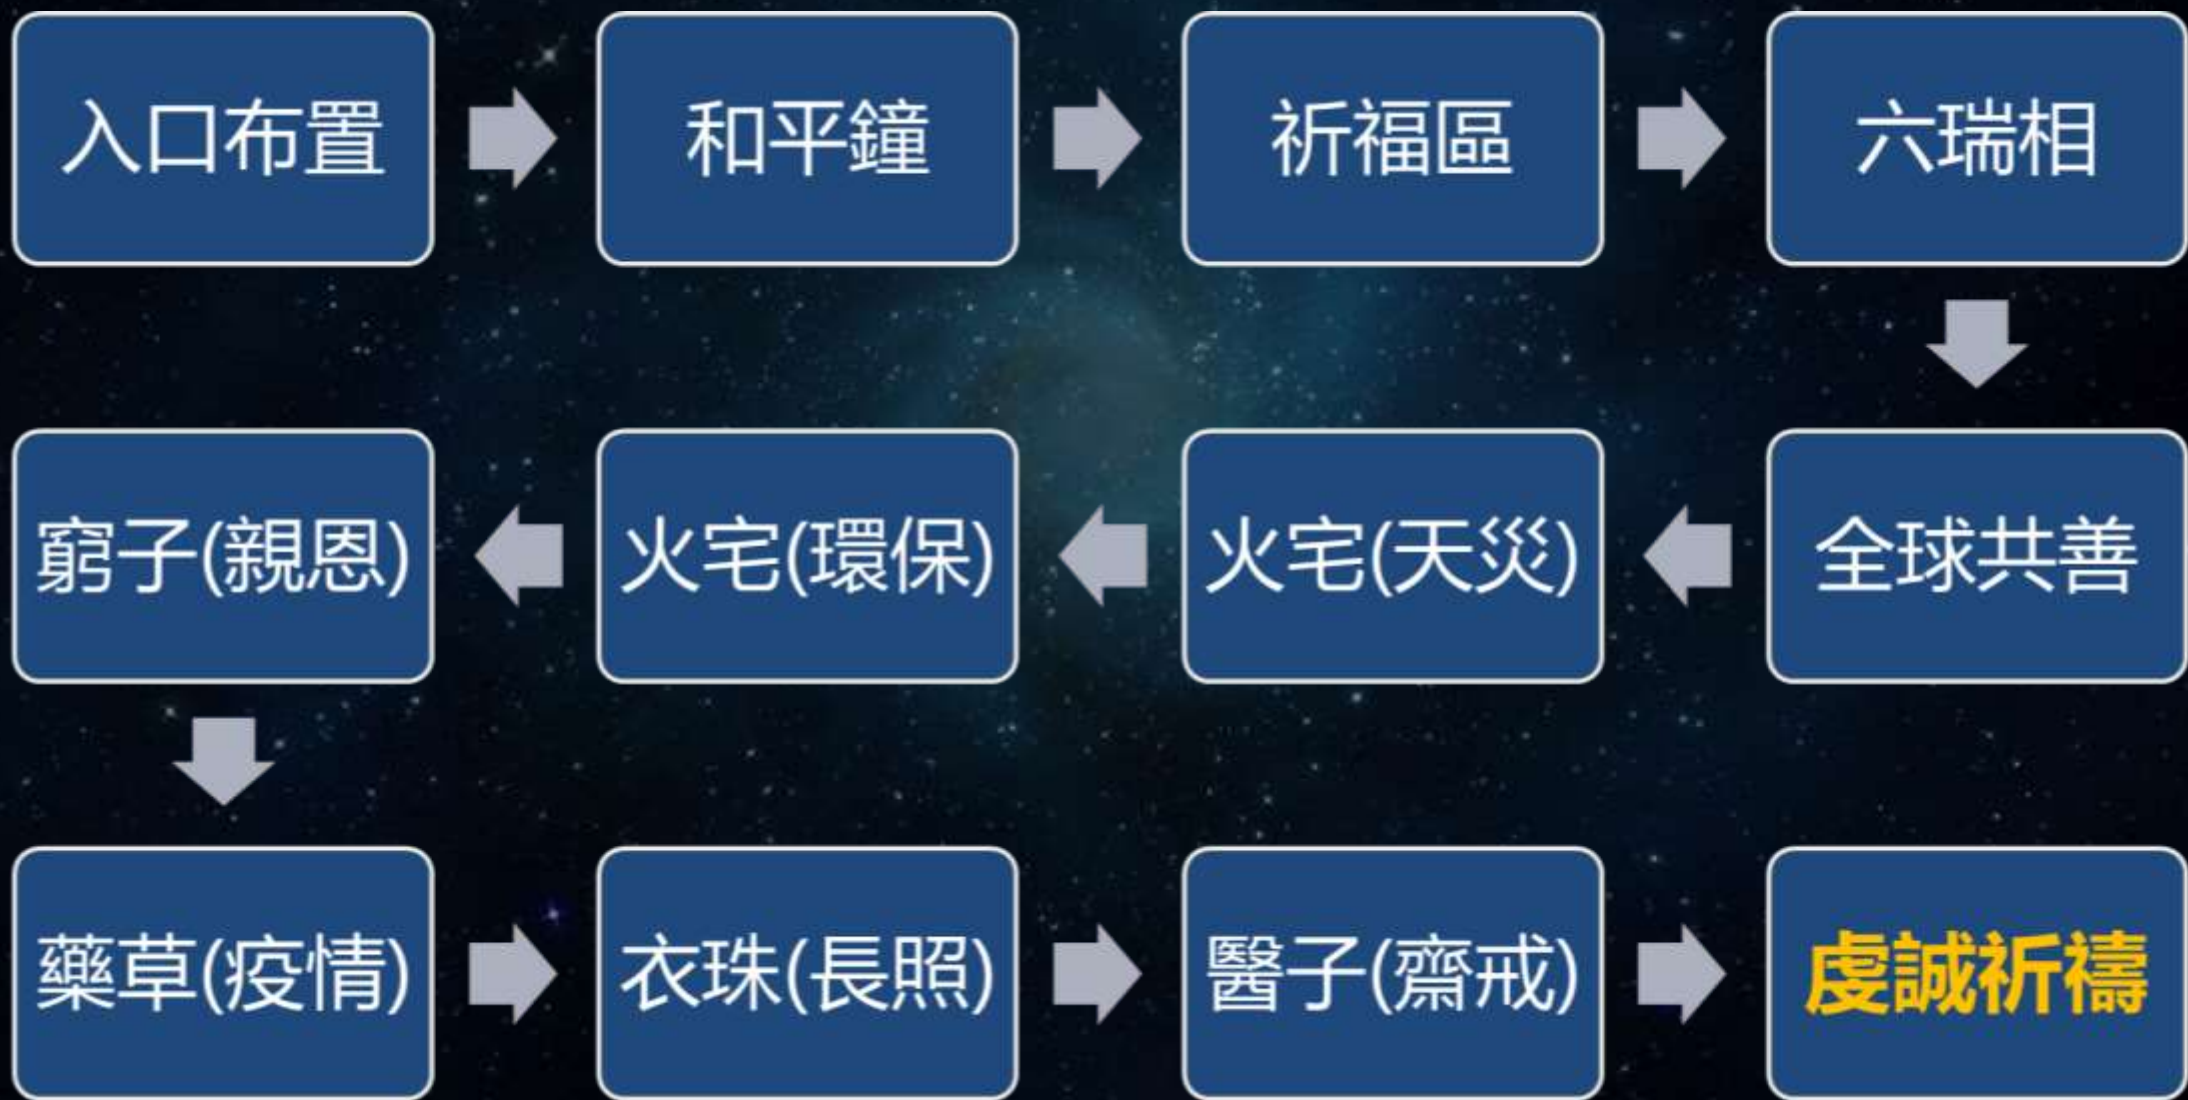 入口布置
和平鐘
祈福區
六瑞相
全球共善
火宅(天災)
火宅(環保)
窮子(親恩)
藥草(疫情)
衣珠(長照)
醫子(齋戒)
虔誠祈禱